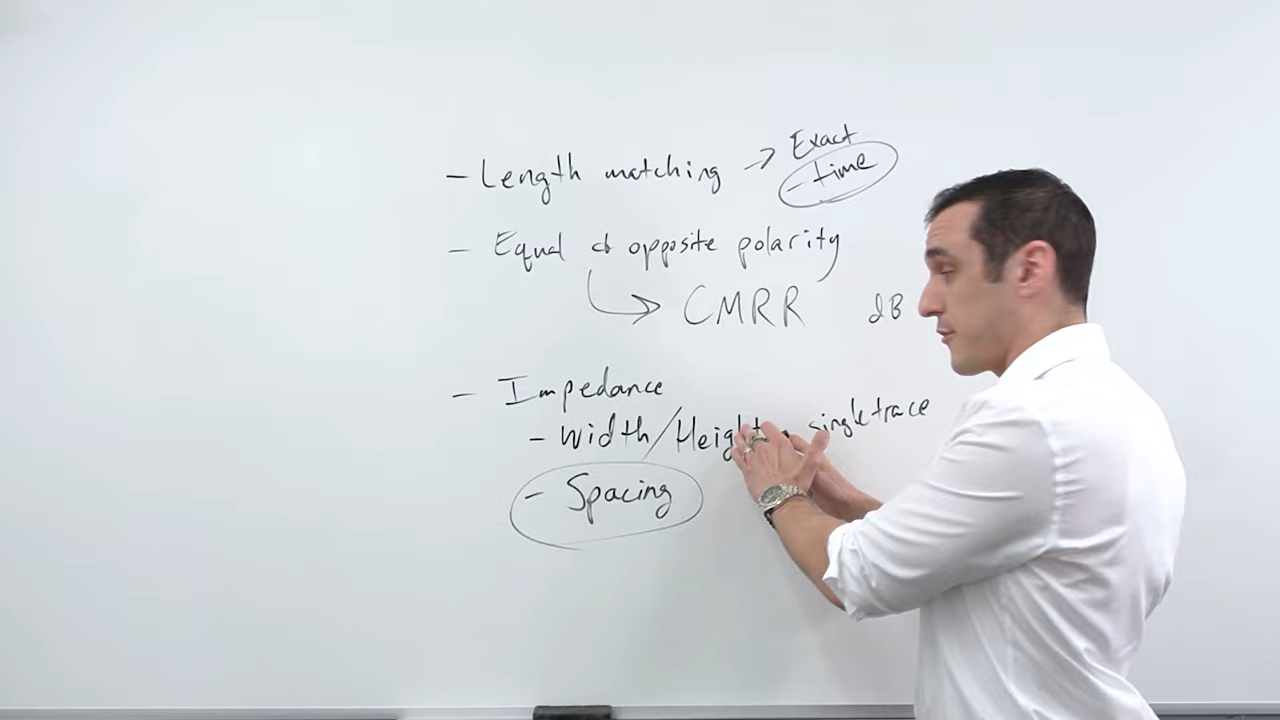 - Length matching → Exact
- time
- Equal & opposite polarity
↳ CMRR dB
- Impedance
- Width/Height - single trace
- Spacing